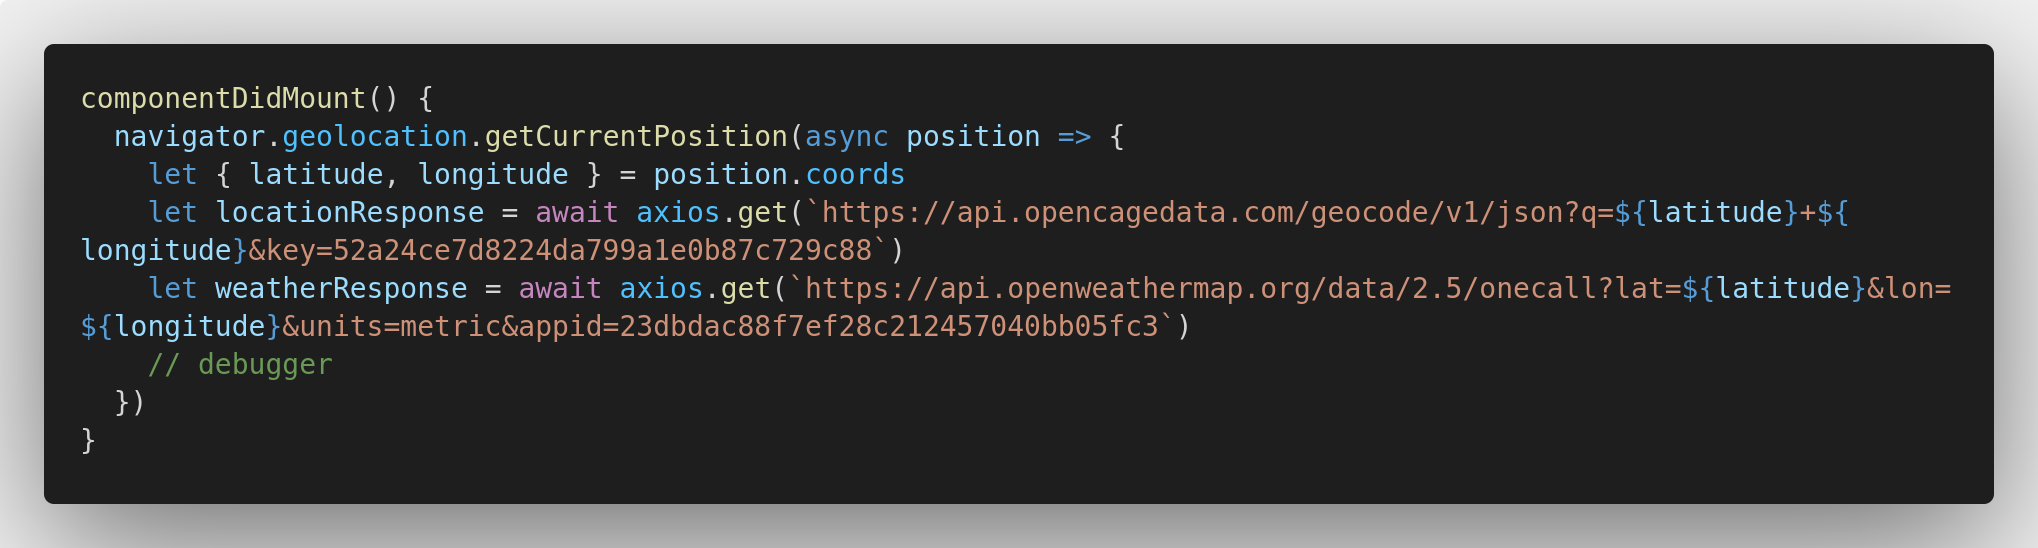 componentDidMount() {
  navigator.geolocation.getCurrentPosition(async position => {
    let { latitude, longitude } = position.coords
    let locationResponse = await axios.get(`https://api.opencagedata.com/geocode/v1/json?q=${latitude}+${
longitude}&key=52a24ce7d8224da799a1e0b87c729c88`)
    let weatherResponse = await axios.get(`https://api.openweathermap.org/data/2.5/onecall?lat=${latitude}&lon=
${longitude}&units=metric&appid=23dbdac88f7ef28c212457040bb05fc3`)
    // debugger
  })
}